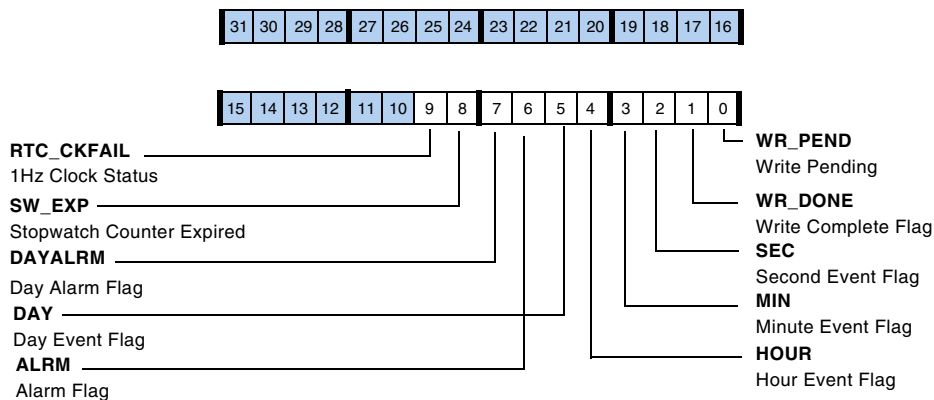 31 30 29 28 27 26 25 24 23 22 21 20 19 18 17 16
15 14 13 12 11 10 9 8 7 6 5 4 3 2 1 0
RTC_CKFAIL
1Hz Clock Status
SW_EXP
Stopwatch Counter Expired
DAYALRM
Day Alarm Flag
DAY
Day Event Flag
ALRM
Alarm Flag
WR_PEND
Write Pending
WR_DONE
Write Complete Flag
SEC
Second Event Flag
MIN
Minute Event Flag
HOUR
Hour Event Flag